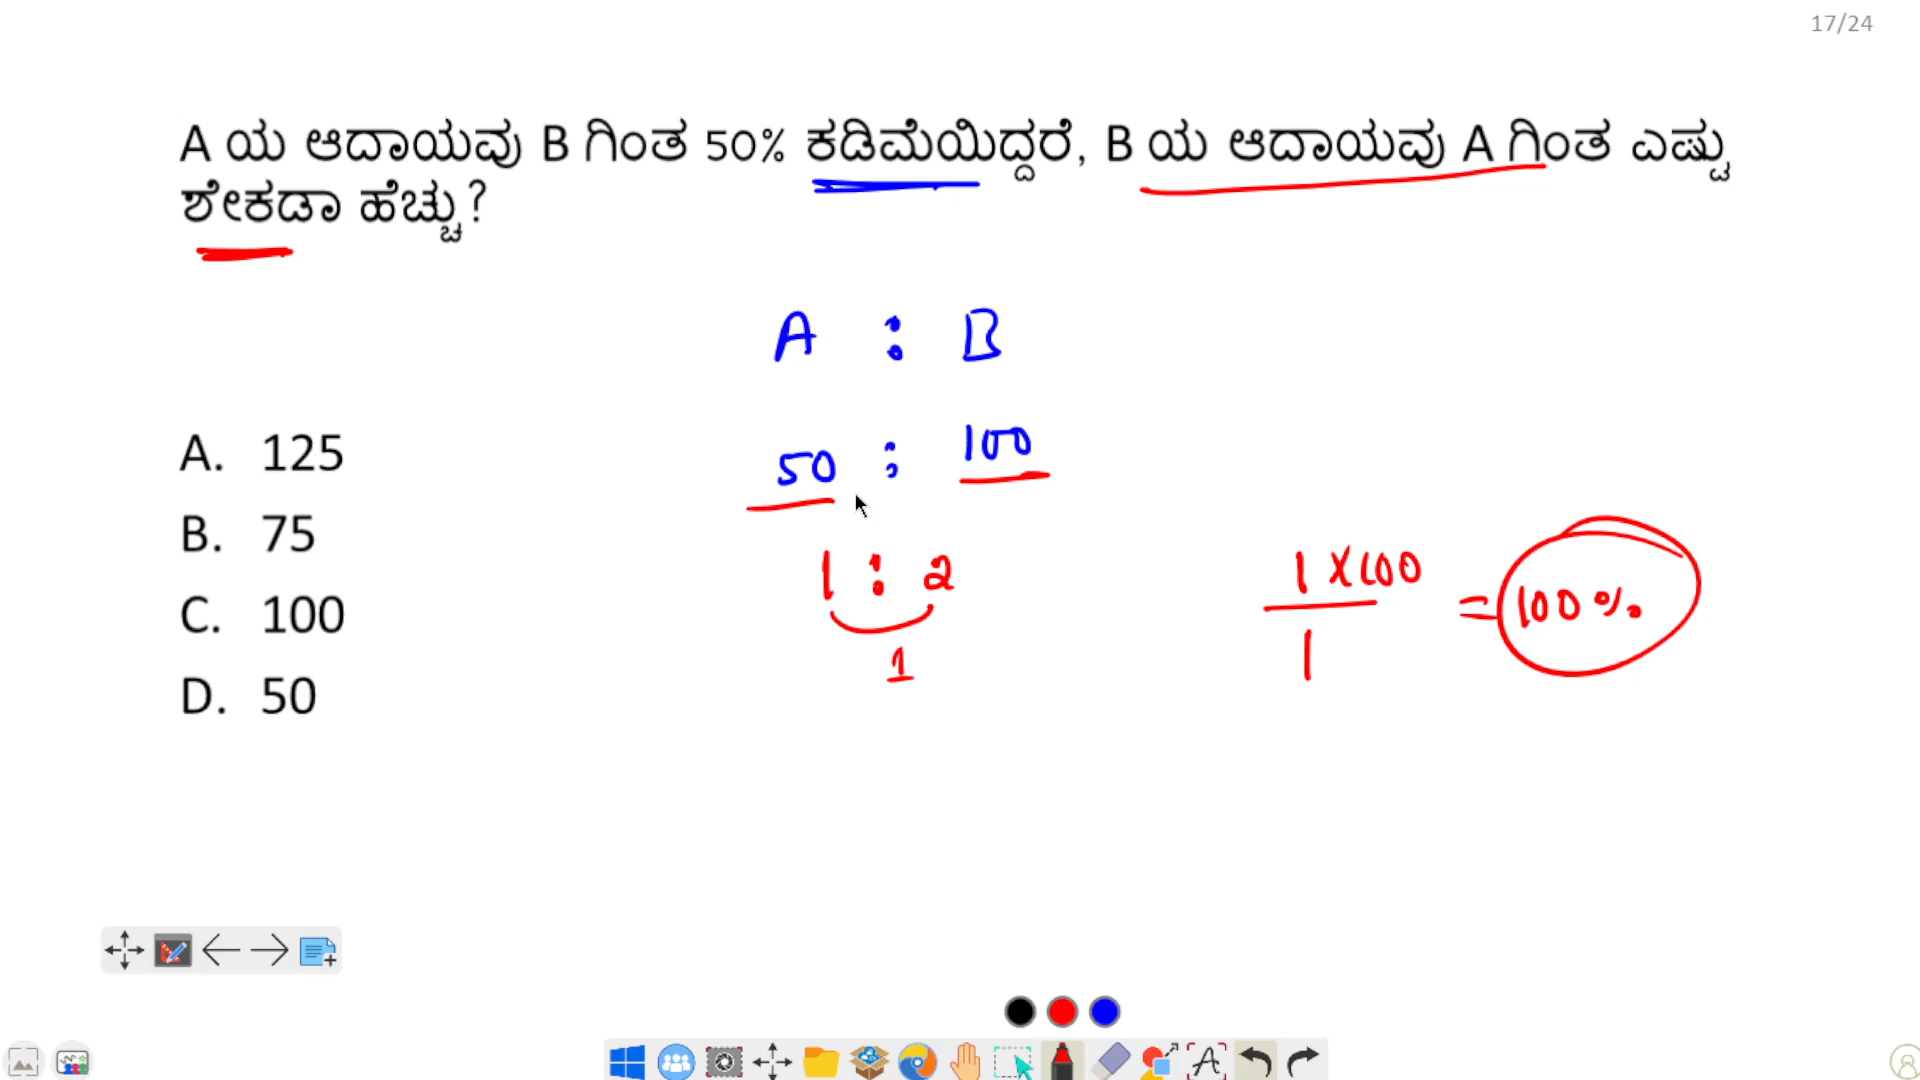 17/24
A ಯ ಆದಾಯವು B ಗಿಂತ 50% ಕಡಿಮೆಯಿದ್ದರೆ, B ಯ ಆದಾಯವು A ಗಿಂತ ಎಷ್ಟು
ಶೇಕಡಾ ಹೆಚ್ಚು?
A : B
50 : 100
1 : 2
1
1 X 100
1
= 100%
A. 125
B. 75
C. 100
D. 50